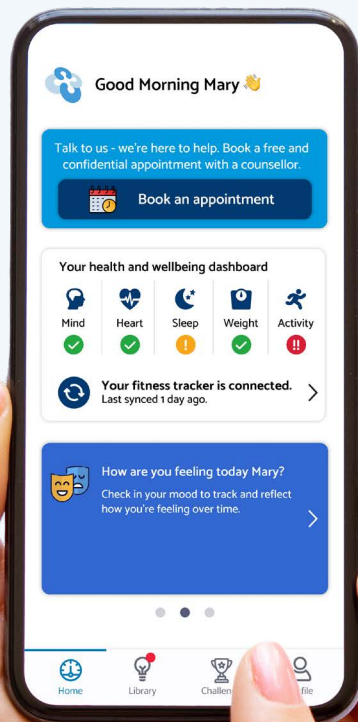 Good Morning Mary
Talk to us - we're here to help. Book a free and
confidential appointment with a counsellor.
Book an appointment
Your health and wellbeing dashboard
Mind Heart Sleep Weight Activity
Your fitness tracker is connected.
Last synced 1 day ago.
How are you feeling today Mary?
Check in your mood to track and reflect
how you're feeling over time.
Home Library